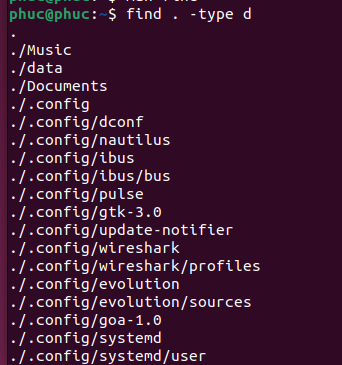 phuc@phuc:~$ find . -type d
.
./Music
./data
./Documents
./.config
./.config/dconf
./.config/nautilus
./.config/ibus
./.config/ibus/bus
./.config/pulse
./.config/gtk-3.0
./.config/update-notifier
./.config/wireshark
./.config/wireshark/profiles
./.config/evolution
./.config/evolution/sources
./.config/goa-1.0
./.config/systemd
./.config/systemd/user